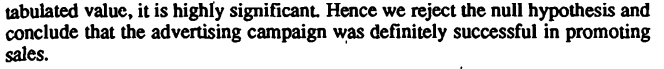 tabulated value, it is highly significant. Hence we reject the null hypothesis and
conclude that the advertising campaign was definitely successful in promoting
sales.